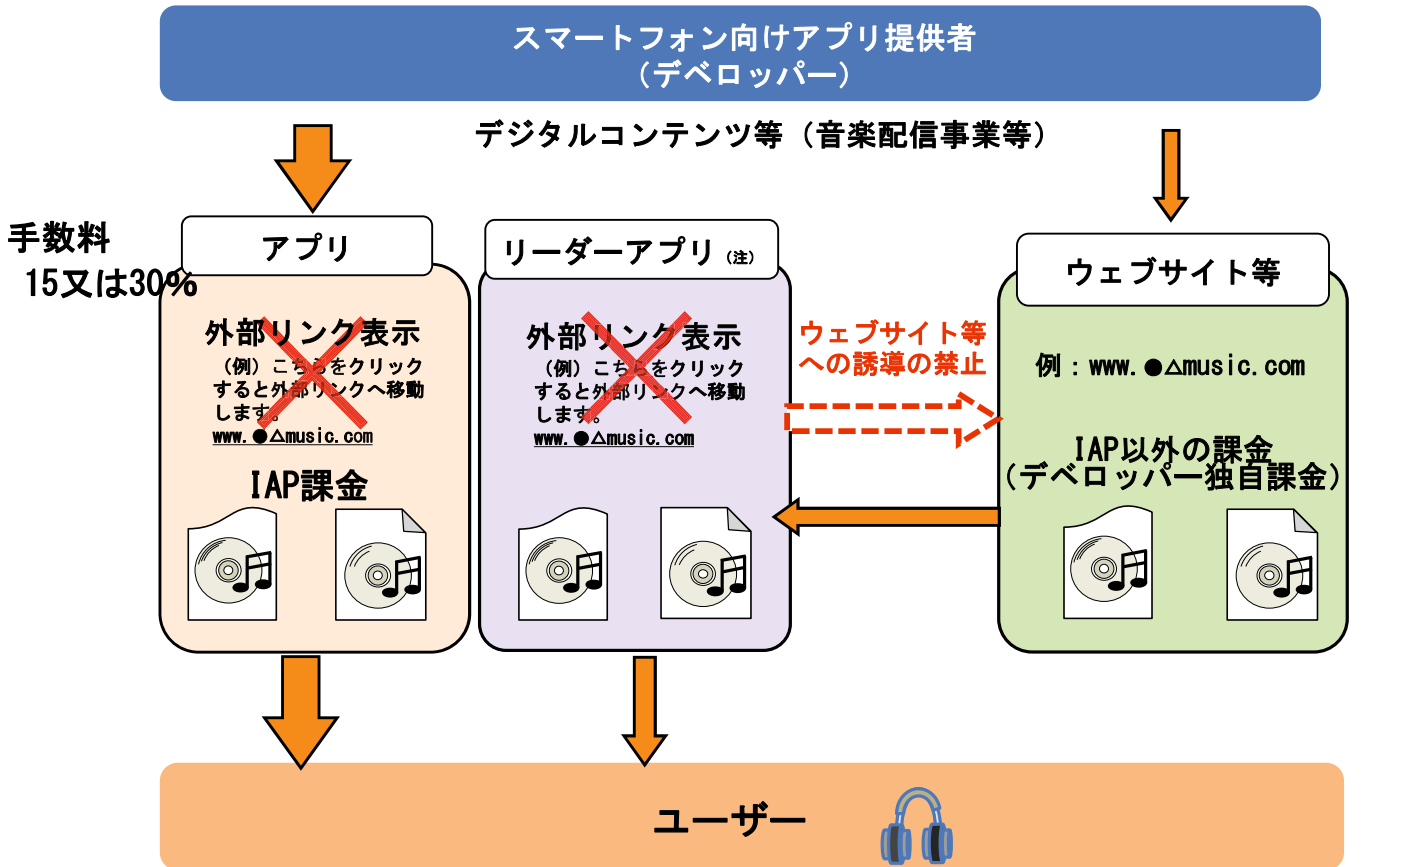 スマートフォン向けアプリ提供者
（デベロッパー）
デジタルコンテンツ等（音楽配信事業等）
手数料
15又は30%
アプリ
外部リンク表示
（例）こちらをクリック
すると外部リンクへ移動
します。
www.●△music.com
IAP課金
リーダーアプリ（注）
外部リンク表示
（例）こちらをクリック
すると外部リンクへ移動
します。
www.●△music.com
ウェブサイト等
への誘導の禁止
ウェブサイト等
例：www.●△music.com
IAP以外の課金
（デベロッパー独自課金）
ユーザー